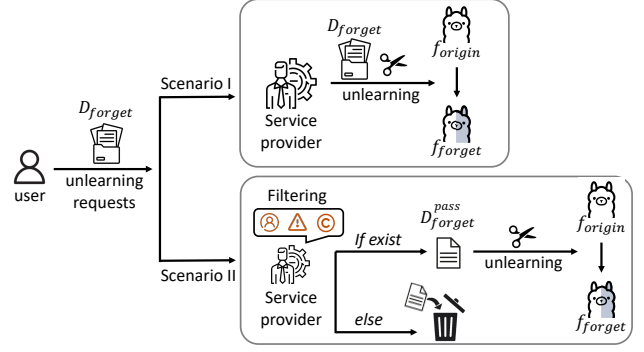 D_forget
unlearning
requests
user
Scenario I
Service
provider
D_forget
unlearning
f_origin
f_forget
Scenario II
Filtering
©
Service
provider
If exist
else
D_forget^pass
unlearning
f_origin
f_forget